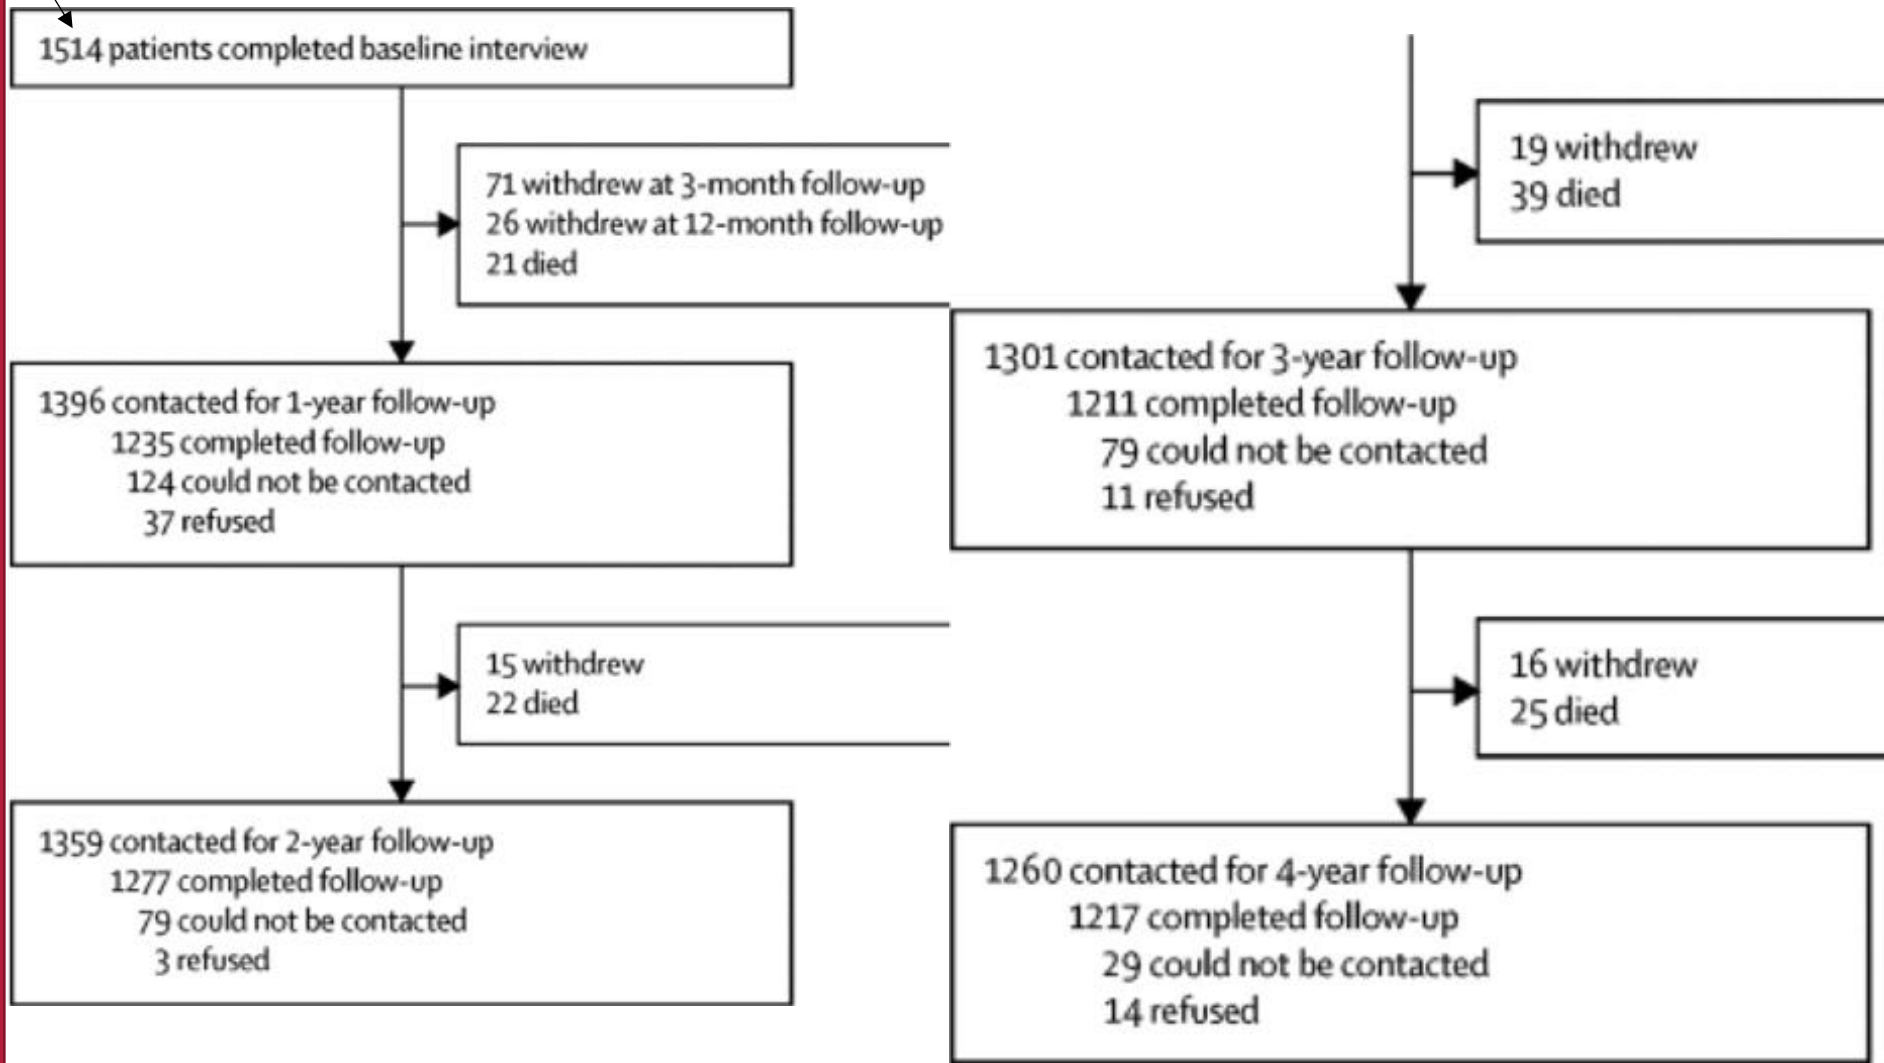 1514 patients completed baseline interview
71 withdrew at 3-month follow-up
26 withdrew at 12-month follow-up
21 died
1396 contacted for 1-year follow-up
1235 completed follow-up
124 could not be contacted
37 refused
15 withdrew
22 died
1359 contacted for 2-year follow-up
1277 completed follow-up
79 could not be contacted
3 refused
19 withdrew
39 died
1301 contacted for 3-year follow-up
1211 completed follow-up
79 could not be contacted
11 refused
16 withdrew
25 died
1260 contacted for 4-year follow-up
1217 completed follow-up
29 could not be contacted
14 refused